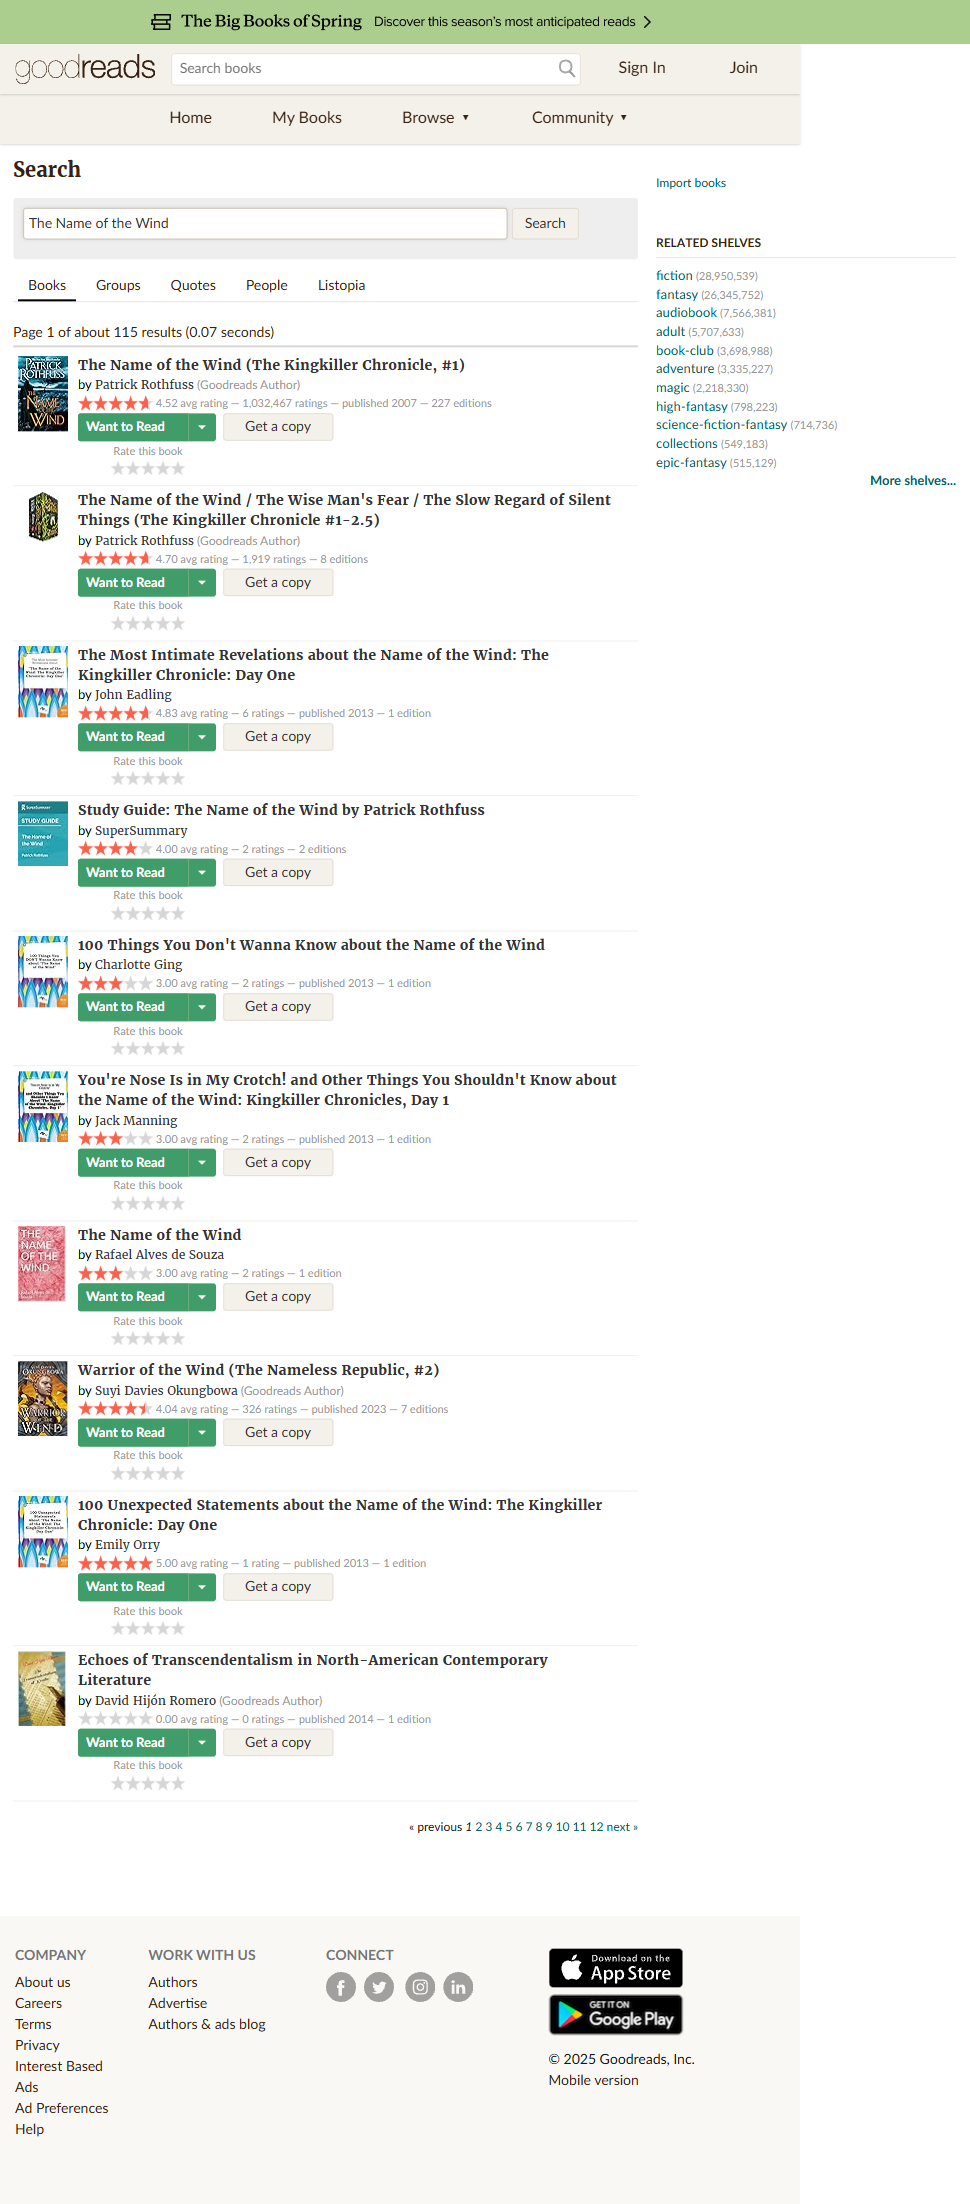 The Big Books of Spring Discover this season's most anticipated reads
goodreads Search books Sign In Join
Home My Books Browse ▾ Community ▾
Search
Import books
The Name of the Wind Search
RELATED SHELVES
fiction (28,950,539)
fantasy (26,345,752)
audiobook (7,566,381)
adult (5,707,633)
book-club (3,698,988)
adventure (3,335,227)
magic (2,218,330)
high-fantasy (798,223)
science-fiction-fantasy (714,736)
collections (549,183)
epic-fantasy (515,129)
More shelves...
Books Groups Quotes People Listopia
Page 1 of about 115 results (0.07 seconds)
PATRICK
ROTHFUSS
THE
NAME
OF THE
WIND
The Name of the Wind (The Kingkiller Chronicle, #1)
by Patrick Rothfuss (Goodreads Author)
4.52 avg rating — 1,032,467 ratings — published 2007 — 227 editions
Want to Read Get a copy
Rate this book
The Name of the Wind / The Wise Man's Fear / The Slow Regard of Silent
Things (The Kingkiller Chronicle #1-2.5)
by Patrick Rothfuss (Goodreads Author)
4.70 avg rating — 1,919 ratings — 8 editions
Want to Read Get a copy
Rate this book
The Most Intimate Revelations about the Name of the Wind: The
Kingkiller Chronicle: Day One
by John Eadling
4.83 avg rating — 6 ratings — published 2013 — 1 edition
Want to Read Get a copy
Rate this book
SuperSummary
STUDY GUIDE
The Name of
the Wind
Patrick Rothfuss
Study Guide: The Name of the Wind by Patrick Rothfuss
by SuperSummary
4.00 avg rating — 2 ratings — 2 editions
Want to Read Get a copy
Rate this book
100 Things You Don't Wanna Know about the Name of the Wind
by Charlotte Ging
3.00 avg rating — 2 ratings — published 2013 — 1 edition
Want to Read Get a copy
Rate this book
You're Nose Is in My Crotch! and Other Things You Shouldn't Know about
the Name of the Wind: Kingkiller Chronicles, Day 1
by Jack Manning
3.00 avg rating — 2 ratings — published 2013 — 1 edition
Want to Read Get a copy
Rate this book
THE
NAME
OF THE
WIND
The Name of the Wind
by Rafael Alves de Souza
3.00 avg rating — 2 ratings — 1 edition
Want to Read Get a copy
Rate this book
OKUNGBOWA
WARRIOR
WIND
Warrior of the Wind (The Nameless Republic, #2)
by Suyi Davies Okungbowa (Goodreads Author)
4.04 avg rating — 326 ratings — published 2023 — 7 editions
Want to Read Get a copy
Rate this book
100 Unexpected Statements about the Name of the Wind: The Kingkiller
Chronicle: Day One
by Emily Orry
5.00 avg rating — 1 rating — published 2013 — 1 edition
Want to Read Get a copy
Rate this book
Echoes of Transcendentalism in North-American Contemporary
Literature
by David Hijón Romero (Goodreads Author)
0.00 avg rating — 0 ratings — published 2014 — 1 edition
Want to Read Get a copy
Rate this book
« previous 1 2 3 4 5 6 7 8 9 10 11 12 next »
COMPANY
About us
Careers
Terms
Privacy
Interest Based
Ads
Ad Preferences
Help
WORK WITH US
Authors
Advertise
Authors & ads blog
CONNECT
Download on the
App Store
GET IT ON
Google Play
© 2025 Goodreads, Inc.
Mobile version